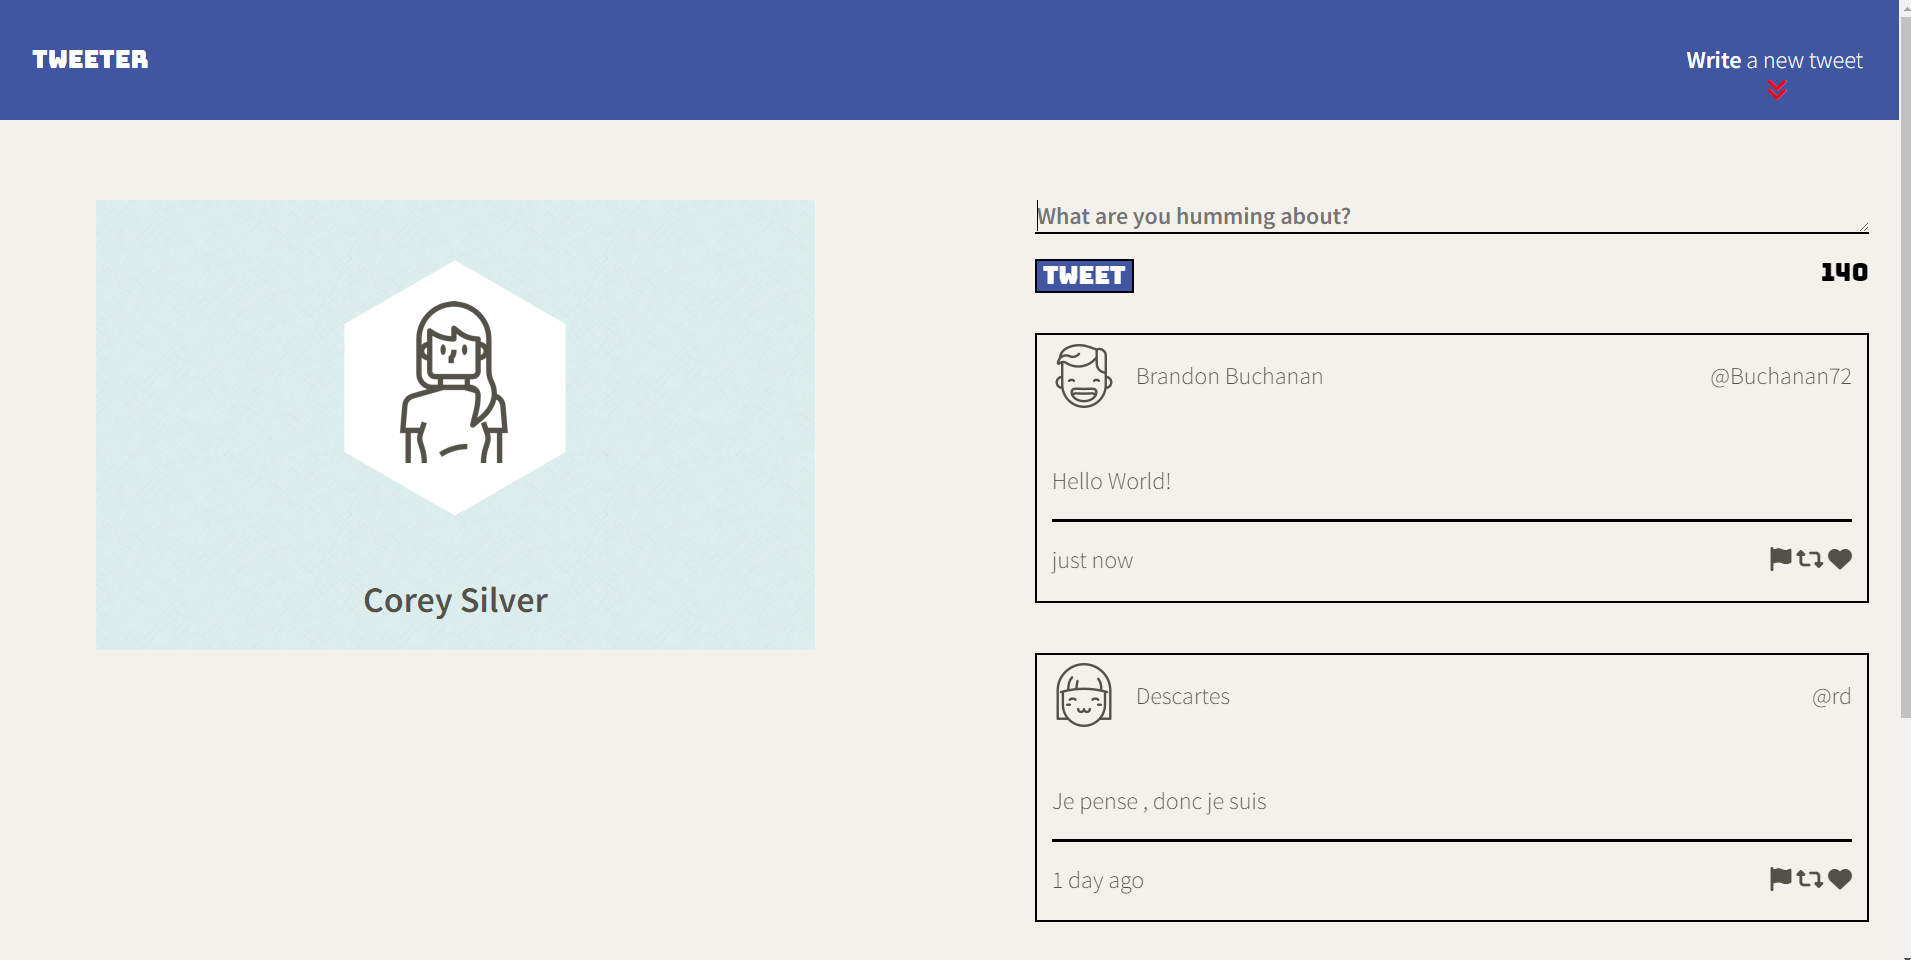 TWEETER
Write a new tweet
Corey Silver
What are you humming about?
TWEET
140
Brandon Buchanan
@Buchanan72
Hello World!
just now
Descartes
@rd
Je pense , donc je suis
1 day ago